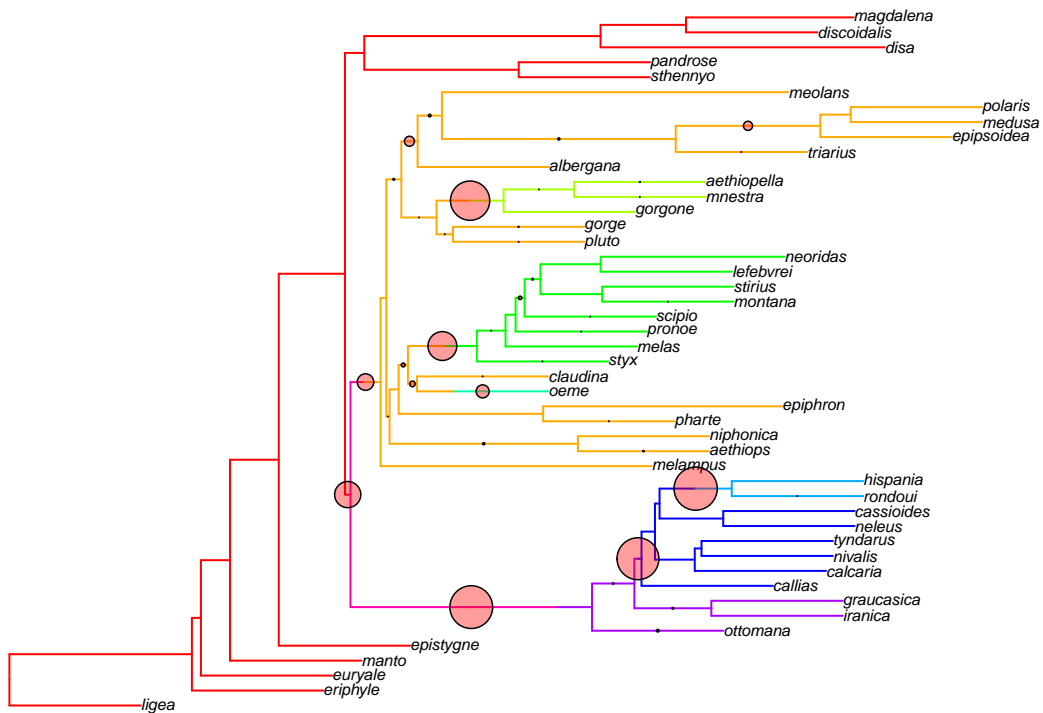 magdalena
discoidalis
disa
pandrose
sthennyo
meolans
polaris
medusa
epipsoidea
triarius
albergana
aethiopella
mnestra
gorgone
gorge
pluto
neoridas
lefebvrei
stirius
montana
scipio
pronoe
melas
styx
claudina
oeme
epiphron
pharte
niphonica
aethiops
melampus
hispania
rondoui
cassioides
neleus
tyndarus
nivalis
calcaria
callias
graucasica
iranica
ottomana
epistygne
manto
euryale
eriphyle
ligea